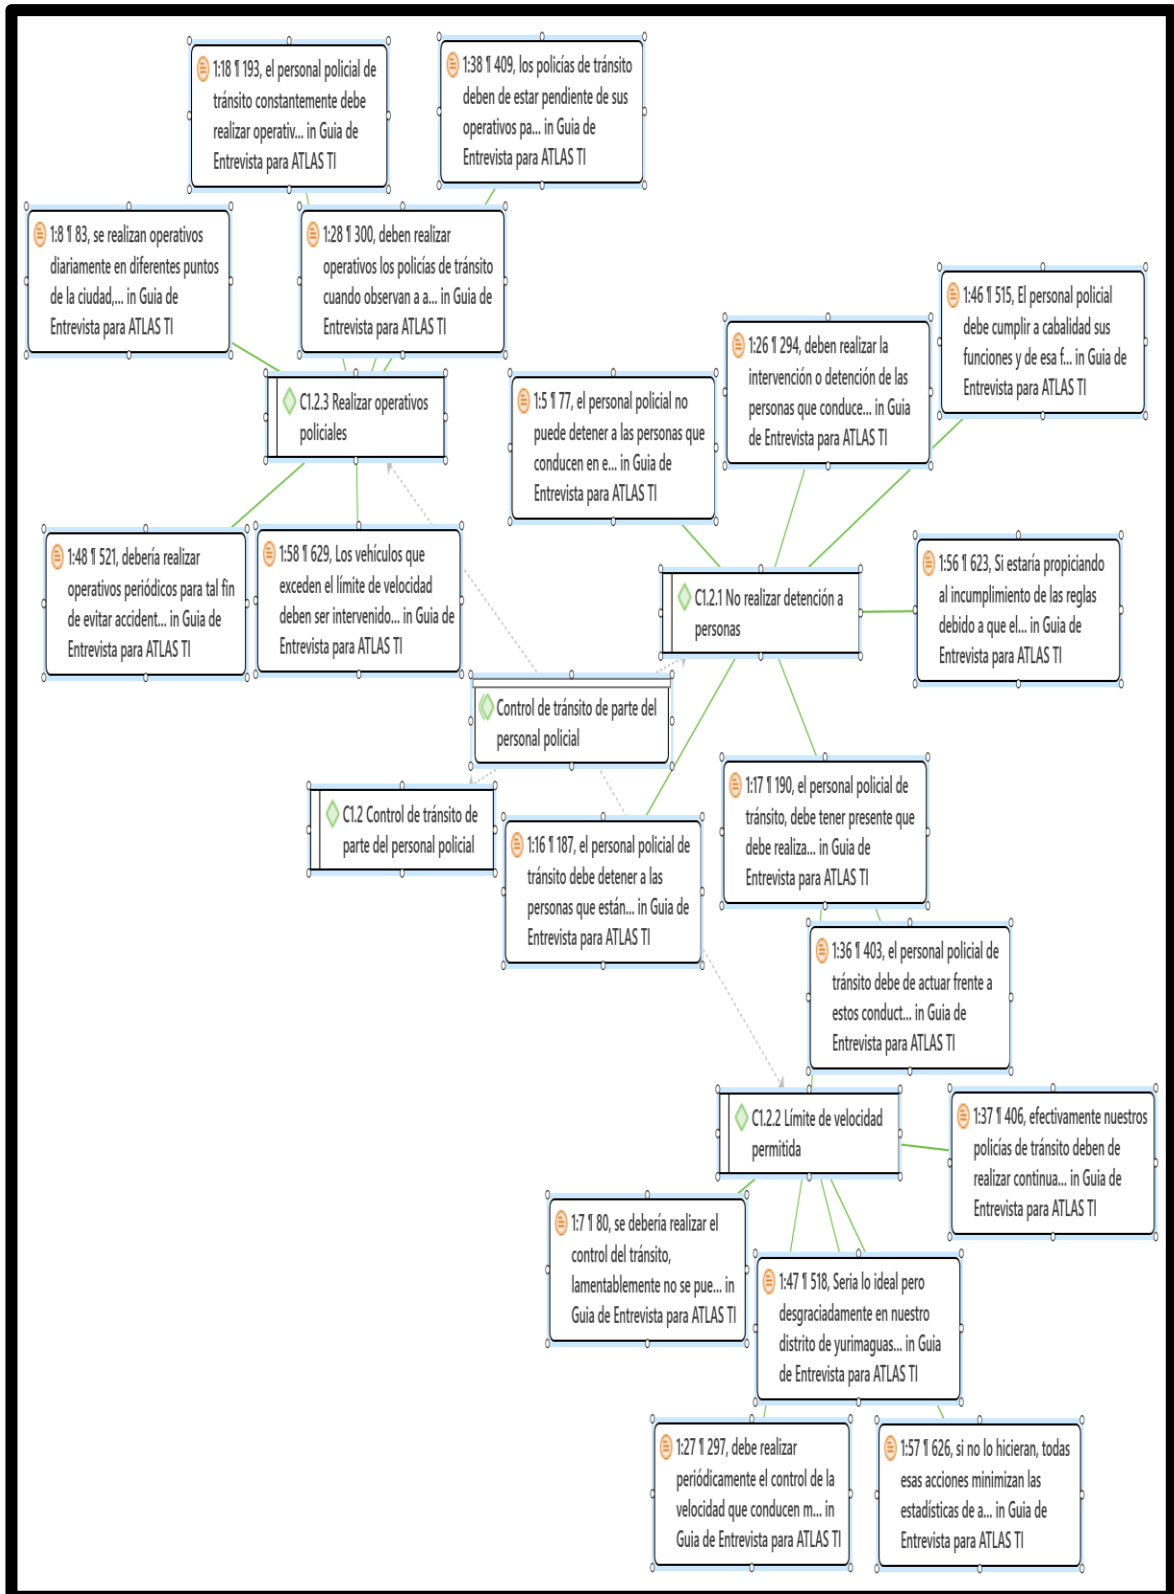 1:18 ¶ 193, el personal policial de
tránsito constantemente debe
realizar operativ... in Guia de
Entrevista para ATLAS TI
1:38 ¶ 409, los policías de tránsito
deben de estar pendiente de sus
operativos pa... in Guia de
Entrevista para ATLAS TI
1:8 ¶ 83, se realizan operativos
diariamente en diferentes puntos
de la ciudad,... in Guia de
Entrevista para ATLAS TI
1:28 ¶ 300, deben realizar
operativos los policías de tránsito
cuando observan a a... in Guia de
Entrevista para ATLAS TI
1:46 ¶ 515, El personal policial
debe cumplir a cabalidad sus
funciones y de esa f... in Guia de
Entrevista para ATLAS TI
1:26 ¶ 294, deben realizar la
intervención o detención de las
personas que conduce... in Guia
de Entrevista para ATLAS TI
C1.2.3 Realizar operativos
policiales
1:5 ¶ 77, el personal policial no
puede detener a las personas que
conducen en e... in Guia de
Entrevista para ATLAS TI
1:48 ¶ 521, debería realizar
operativos periódicos para tal fin
de evitar accident... in Guia de
Entrevista para ATLAS TI
1:58 ¶ 629, Los vehículos que
exceden el límite de velocidad
deben ser intervenido... in Guia de
Entrevista para ATLAS TI
C1.2.1 No realizar detención a
personas
1:56 ¶ 623, Si estaría propiciando
al incumplimiento de las reglas
debido a que el... in Guia de
Entrevista para ATLAS TI
Control de tránsito de parte del
personal policial
C1.2 Control de tránsito de
parte del personal policial
1:16 ¶ 187, el personal policial de
tránsito debe detener a las
personas que están... in Guia de
Entrevista para ATLAS TI
1:17 ¶ 190, el personal policial de
tránsito, debe tener presente que
debe realiza... in Guia de
Entrevista para ATLAS TI
1:36 ¶ 403, el personal policial de
tránsito debe de actuar frente a
estos conduct... in Guia de
Entrevista para ATLAS TI
C1.2.2 Límite de velocidad
permitida
1:37 ¶ 406, efectivamente nuestros
policías de tránsito deben de
realizar continua... in Guia de
Entrevista para ATLAS TI
1:7 ¶ 80, se debería realizar el
control del tránsito,
lamentablemente no se pue... in
Guia de Entrevista para ATLAS TI
1:47 ¶ 518, Seria lo ideal pero
desgraciadamente en nuestro
distrito de yurimaguas... in Guia
de Entrevista para ATLAS TI
1:27 ¶ 297, debe realizar
periódicamente el control de la
velocidad que conducen m... in
Guia de Entrevista para ATLAS TI
1:57 ¶ 626, si no lo hicieran, todas
esas acciones minimizan las
estadísticas de a... in Guia de
Entrevista para ATLAS TI